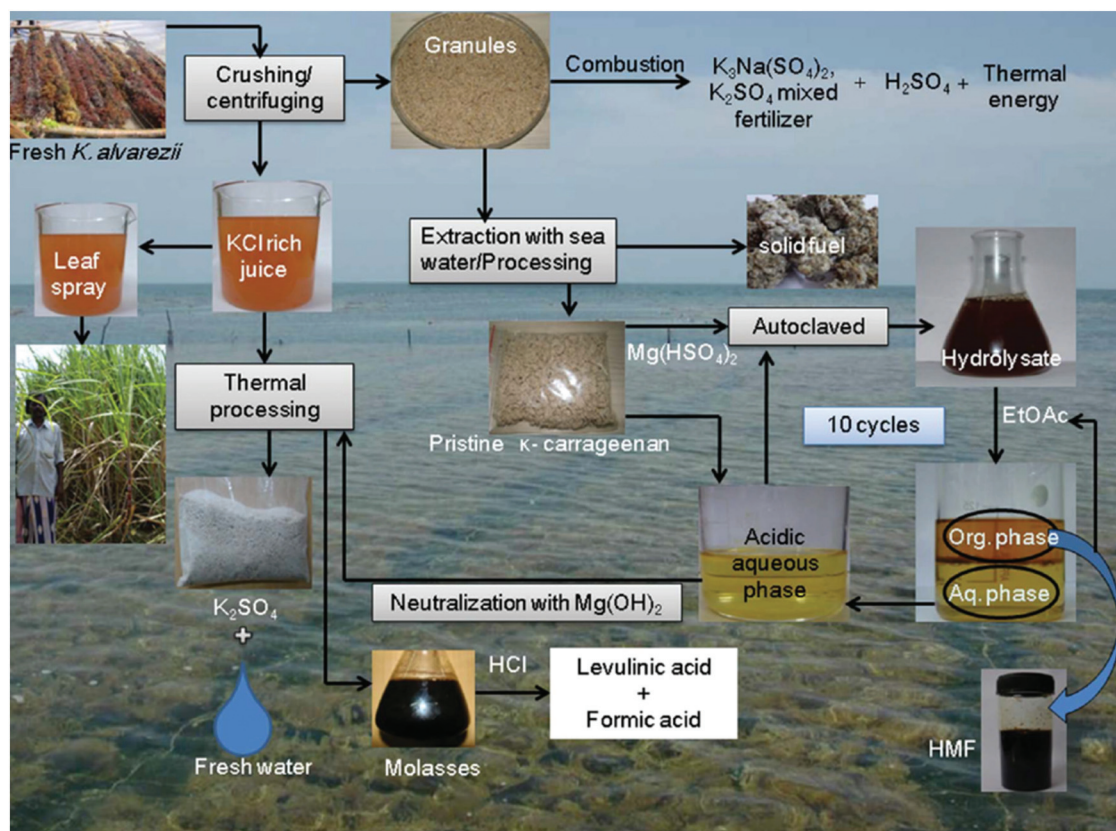 Fresh K. alvarezii
Crushing/
centrifuging
Granules
Combustion
K₃Na(SO₄)₂,
K₂SO₄ mixed
fertilizer
+
H₂SO₄ +
Thermal
energy
Leaf
spray
KCl rich
juice
Extraction with sea
water/Processing
solid fuel
Mg(HSO₄)₂
Autoclaved
Hydrolysate
Thermal
processing
Pristine κ- carrageenan
10 cycles
EtOAc
Acidic
aqueous
phase
Org. phase
Aq. phase
K₂SO₄
+
Fresh water
Neutralization with Mg(OH)₂
Molasses
HCl
Levulinic acid
+
Formic acid
HMF